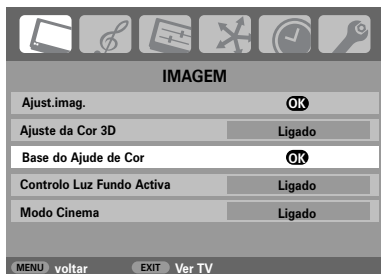 IMAGEM
Ajust.imag. OK
Ajuste da Cor 3D Ligado
Base do Ajude de Cor OK
Controlo Luz Fundo Activa Ligado
Modo Cinema Ligado
MENU voltar EXIT Ver TV